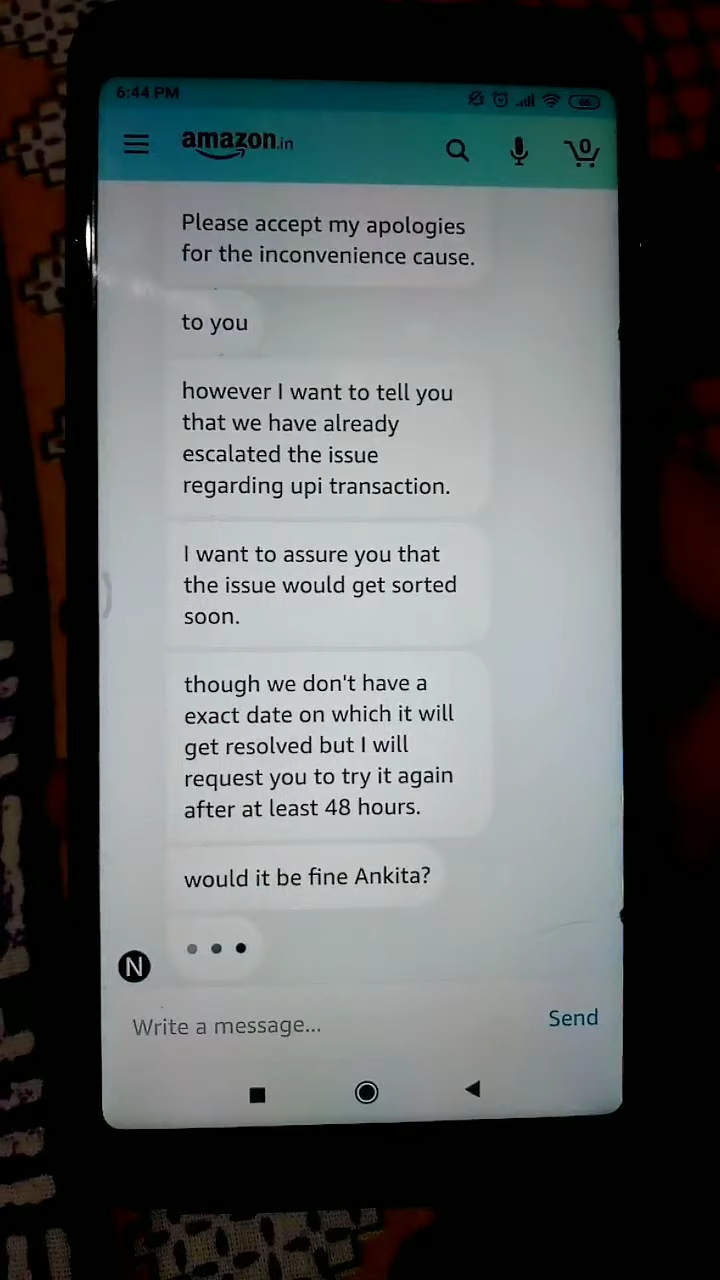 6:44 PM
66
amazon.in
0
Please accept my apologies
for the inconvenience cause.
to you
however I want to tell you
that we have already
escalated the issue
regarding upi transaction.
I want to assure you that
the issue would get sorted
soon.
though we don't have a
exact date on which it will
get resolved but I will
request you to try it again
after at least 48 hours.
would it be fine Ankita?
N
Write a message...
Send